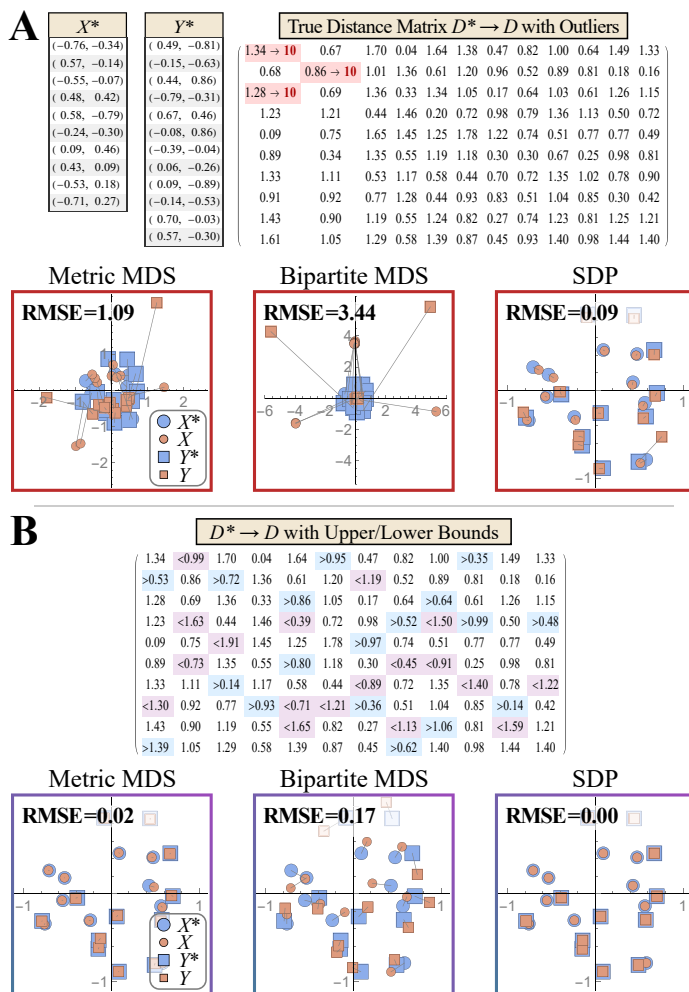 A
X*
(−0.76, −0.34)
( 0.57, −0.14)
(−0.55, −0.07)
( 0.48, 0.42)
( 0.58, −0.79)
(−0.24, −0.30)
( 0.09, 0.46)
( 0.43, 0.09)
(−0.53, 0.18)
(−0.71, 0.27)
Y*
( 0.49, −0.81)
(−0.15, −0.63)
( 0.44, 0.86)
(−0.79, −0.31)
( 0.67, 0.46)
(−0.08, 0.86)
(−0.39, −0.04)
( 0.06, −0.26)
( 0.09, −0.89)
(−0.14, −0.53)
( 0.70, −0.03)
( 0.57, −0.30)
True Distance Matrix D* → D with Outliers
1.34 → 10 0.67 1.70 0.04 1.64 1.38 0.47 0.82 1.00 0.64 1.49 1.33
0.68 0.86 → 10 1.01 1.36 0.61 1.20 0.96 0.52 0.89 0.81 0.18 0.16
1.28 → 10 0.69 1.36 0.33 1.34 1.05 0.17 0.64 1.03 0.61 1.26 1.15
1.23 1.21 0.44 1.46 0.20 0.72 0.98 0.79 1.36 1.13 0.50 0.72
0.09 0.75 1.65 1.45 1.25 1.78 1.22 0.74 0.51 0.77 0.77 0.49
0.89 0.34 1.35 0.55 1.19 1.18 0.30 0.30 0.67 0.25 0.98 0.81
1.33 1.11 0.53 1.17 0.58 0.44 0.70 0.72 1.35 1.02 0.78 0.90
0.91 0.92 0.77 1.28 0.44 0.93 0.83 0.51 1.04 0.85 0.30 0.42
1.43 0.90 1.19 0.55 1.24 0.82 0.27 0.74 1.23 0.81 1.25 1.21
1.61 1.05 1.29 0.58 1.39 0.87 0.45 0.93 1.40 0.98 1.44 1.40
Metric MDS
RMSE=1.09
1
−2 −1 1 2
−1
−2
X*
X
Y*
Y
Bipartite MDS
RMSE=3.44
4
2
−6 −4 −2 2 4 6
−2
−4
SDP
RMSE=0.09
−1 1
−1
B
D* → D with Upper/Lower Bounds
1.34 <0.99 1.70 0.04 1.64 >0.95 0.47 0.82 1.00 >0.35 1.49 1.33
>0.53 0.86 >0.72 1.36 0.61 1.20 <1.19 0.52 0.89 0.81 0.18 0.16
1.28 0.69 1.36 0.33 >0.86 1.05 0.17 0.64 >0.64 0.61 1.26 1.15
1.23 <1.63 0.44 1.46 <0.39 0.72 0.98 >0.52 <1.50 >0.99 0.50 >0.48
0.09 0.75 <1.91 1.45 1.25 1.78 >0.97 0.74 0.51 0.77 0.77 0.49
0.89 <0.73 1.35 0.55 >0.80 1.18 0.30 <0.45 <0.91 0.25 0.98 0.81
1.33 1.11 >0.14 1.17 0.58 0.44 <0.89 0.72 1.35 <1.40 0.78 <1.22
<1.30 0.92 0.77 >0.93 <0.71 <1.21 >0.36 0.51 1.04 0.85 >0.14 0.42
1.43 0.90 1.19 0.55 <1.65 0.82 0.27 <1.13 >1.06 0.81 <1.59 1.21
>1.39 1.05 1.29 0.58 1.39 0.87 0.45 >0.62 1.40 0.98 1.44 1.40
Metric MDS
RMSE=0.02
−1 1
−1
X*
X
Y*
Y
Bipartite MDS
RMSE=0.17
−1 1
−1
X*
X
Y*
Y
SDP
RMSE=0.00
−1 1
−1